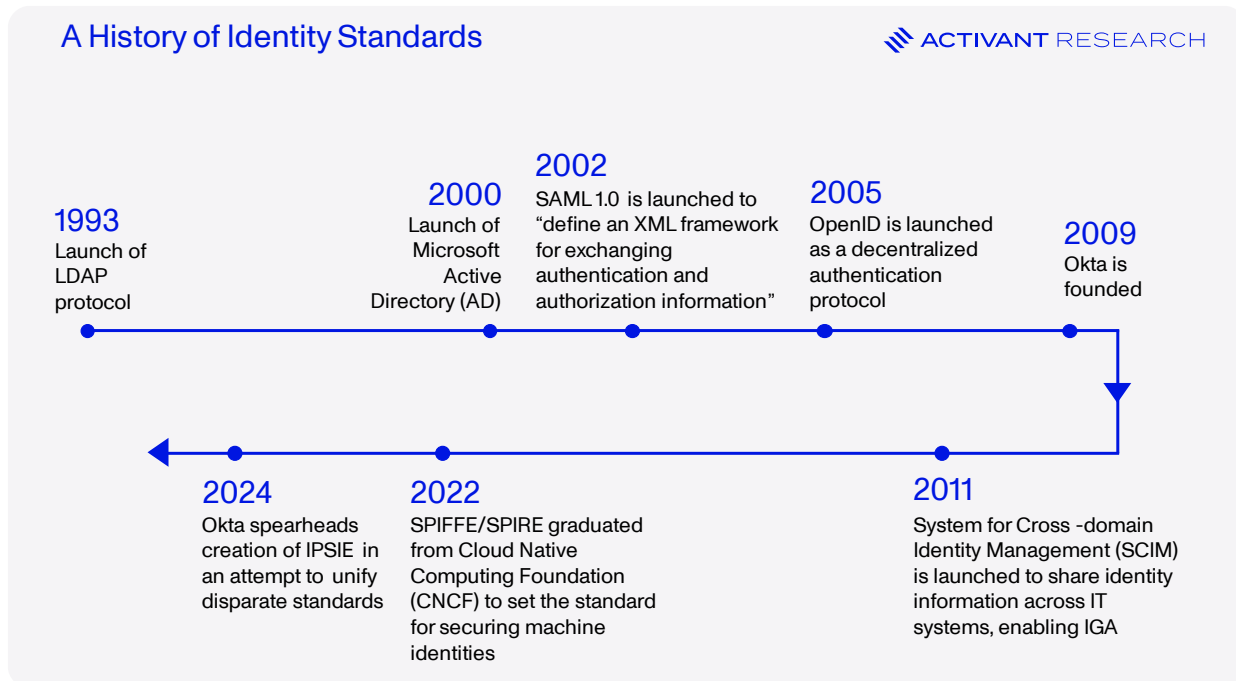 A History of Identity Standards
ACTIVANT RESEARCH
1993
Launch of
LDAP
protocol
2000
Launch of
Microsoft
Active
Directory (AD)
2002
SAML 1.0 is launched to
“define an XML framework
for exchanging
authentication and
authorization information”
2005
OpenID is launched
as a decentralized
authentication
protocol
2009
Okta is
founded
2011
System for Cross -domain
Identity Management (SCIM)
is launched to share identity
information across IT
systems, enabling IGA
2022
SPIFFE/SPIRE graduated
from Cloud Native
Computing Foundation
(CNCF) to set the standard
for securing machine
identities
2024
Okta spearheads
creation of IPSIE in
an attempt to unify
disparate standards